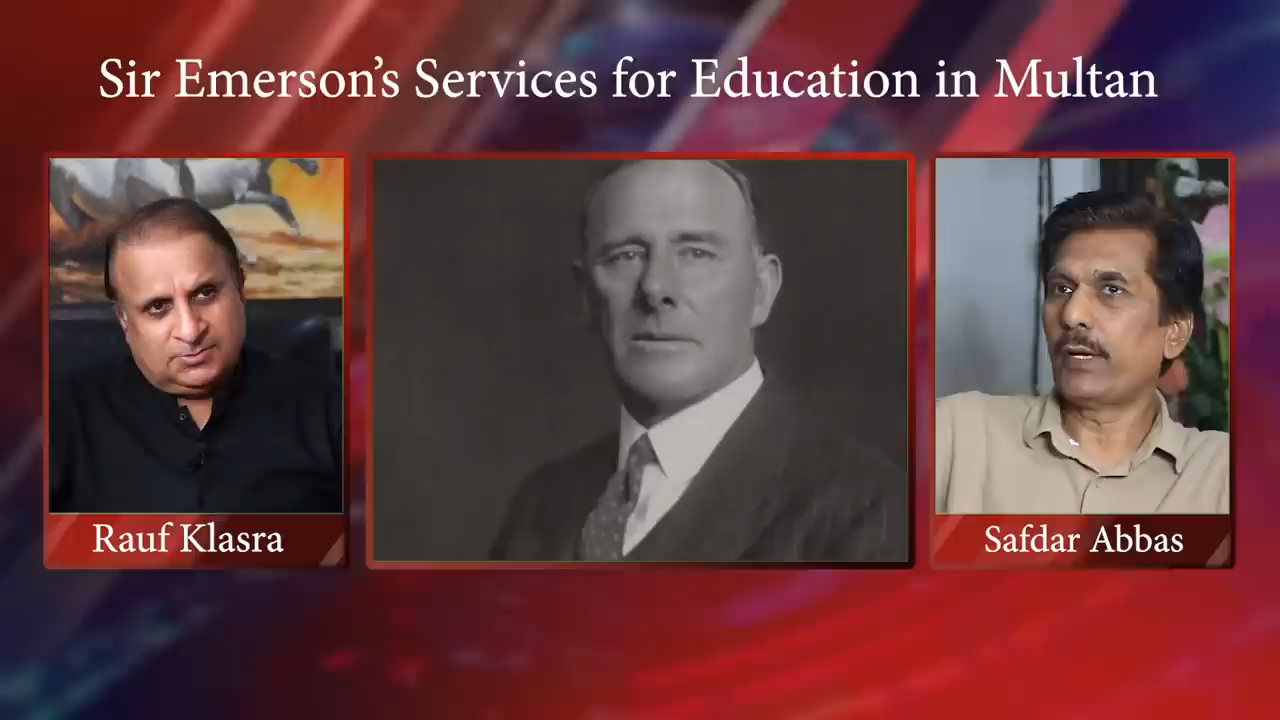 Sir Emerson’s Services for Education in Multan
Rauf Klasra
Safdar Abbas